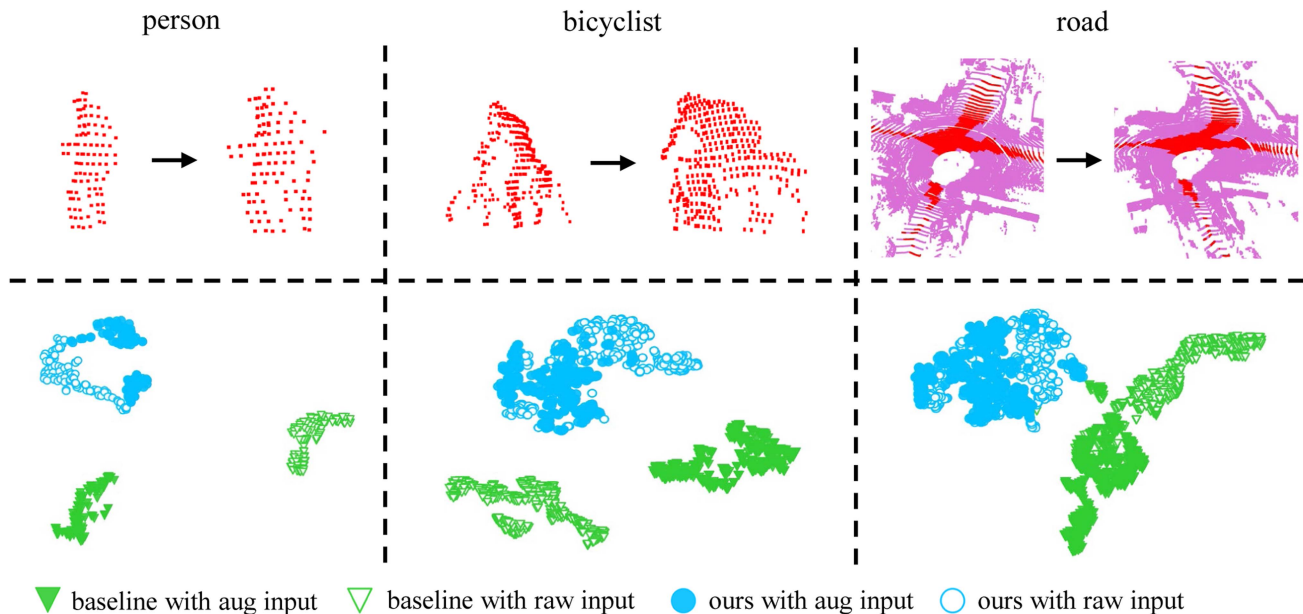 person
bicyclist
road
baseline with aug input
baseline with raw input
ours with aug input
ours with raw input